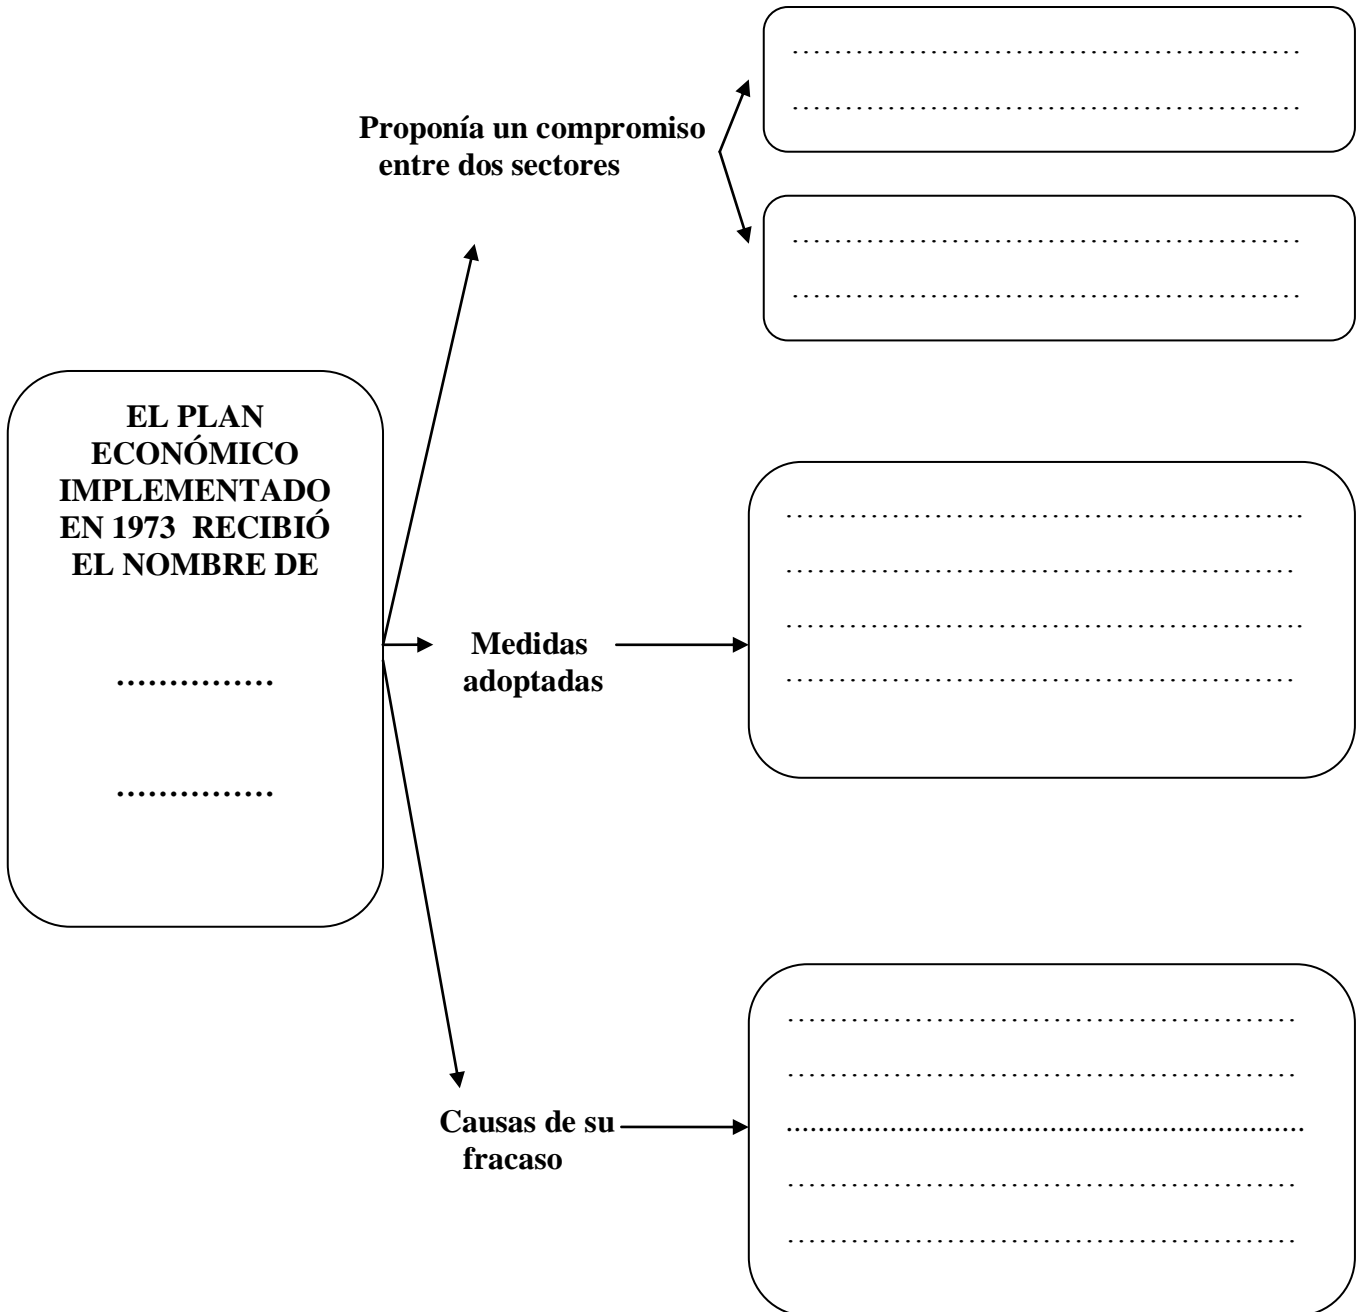 Proponía un compromiso
entre dos sectores
…………………………………………
…………………………………………
…………………………………………
…………………………………………
EL PLAN
ECONÓMICO
IMPLEMENTADO
EN 1973 RECIBIÓ
EL NOMBRE DE
……………
……………
Medidas
adoptadas
…………………………………………
…………………………………………
…………………………………………
…………………………………………
Causas de su
fracaso
…………………………………………
…………………………………………
…………………………………………
…………………………………………
…………………………………………